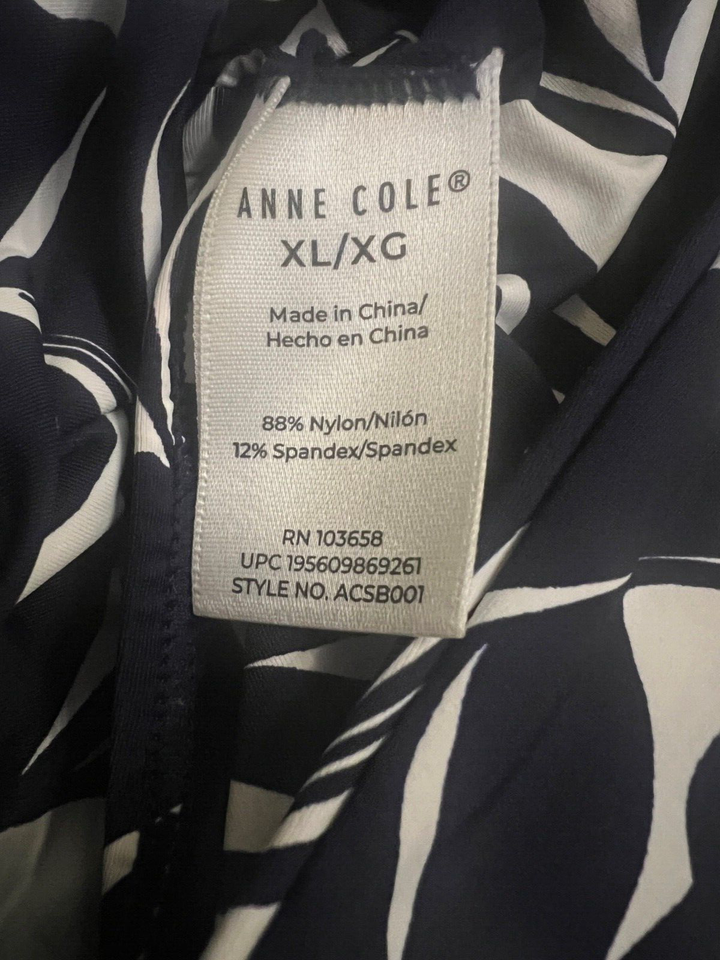 ANNE COLE®
XL/XG
Made in China/
Hecho en China
88% Nylon/Nilón
12% Spandex/Spandex
RN 103658
UPC 195609869261
STYLE NO. ACSB001